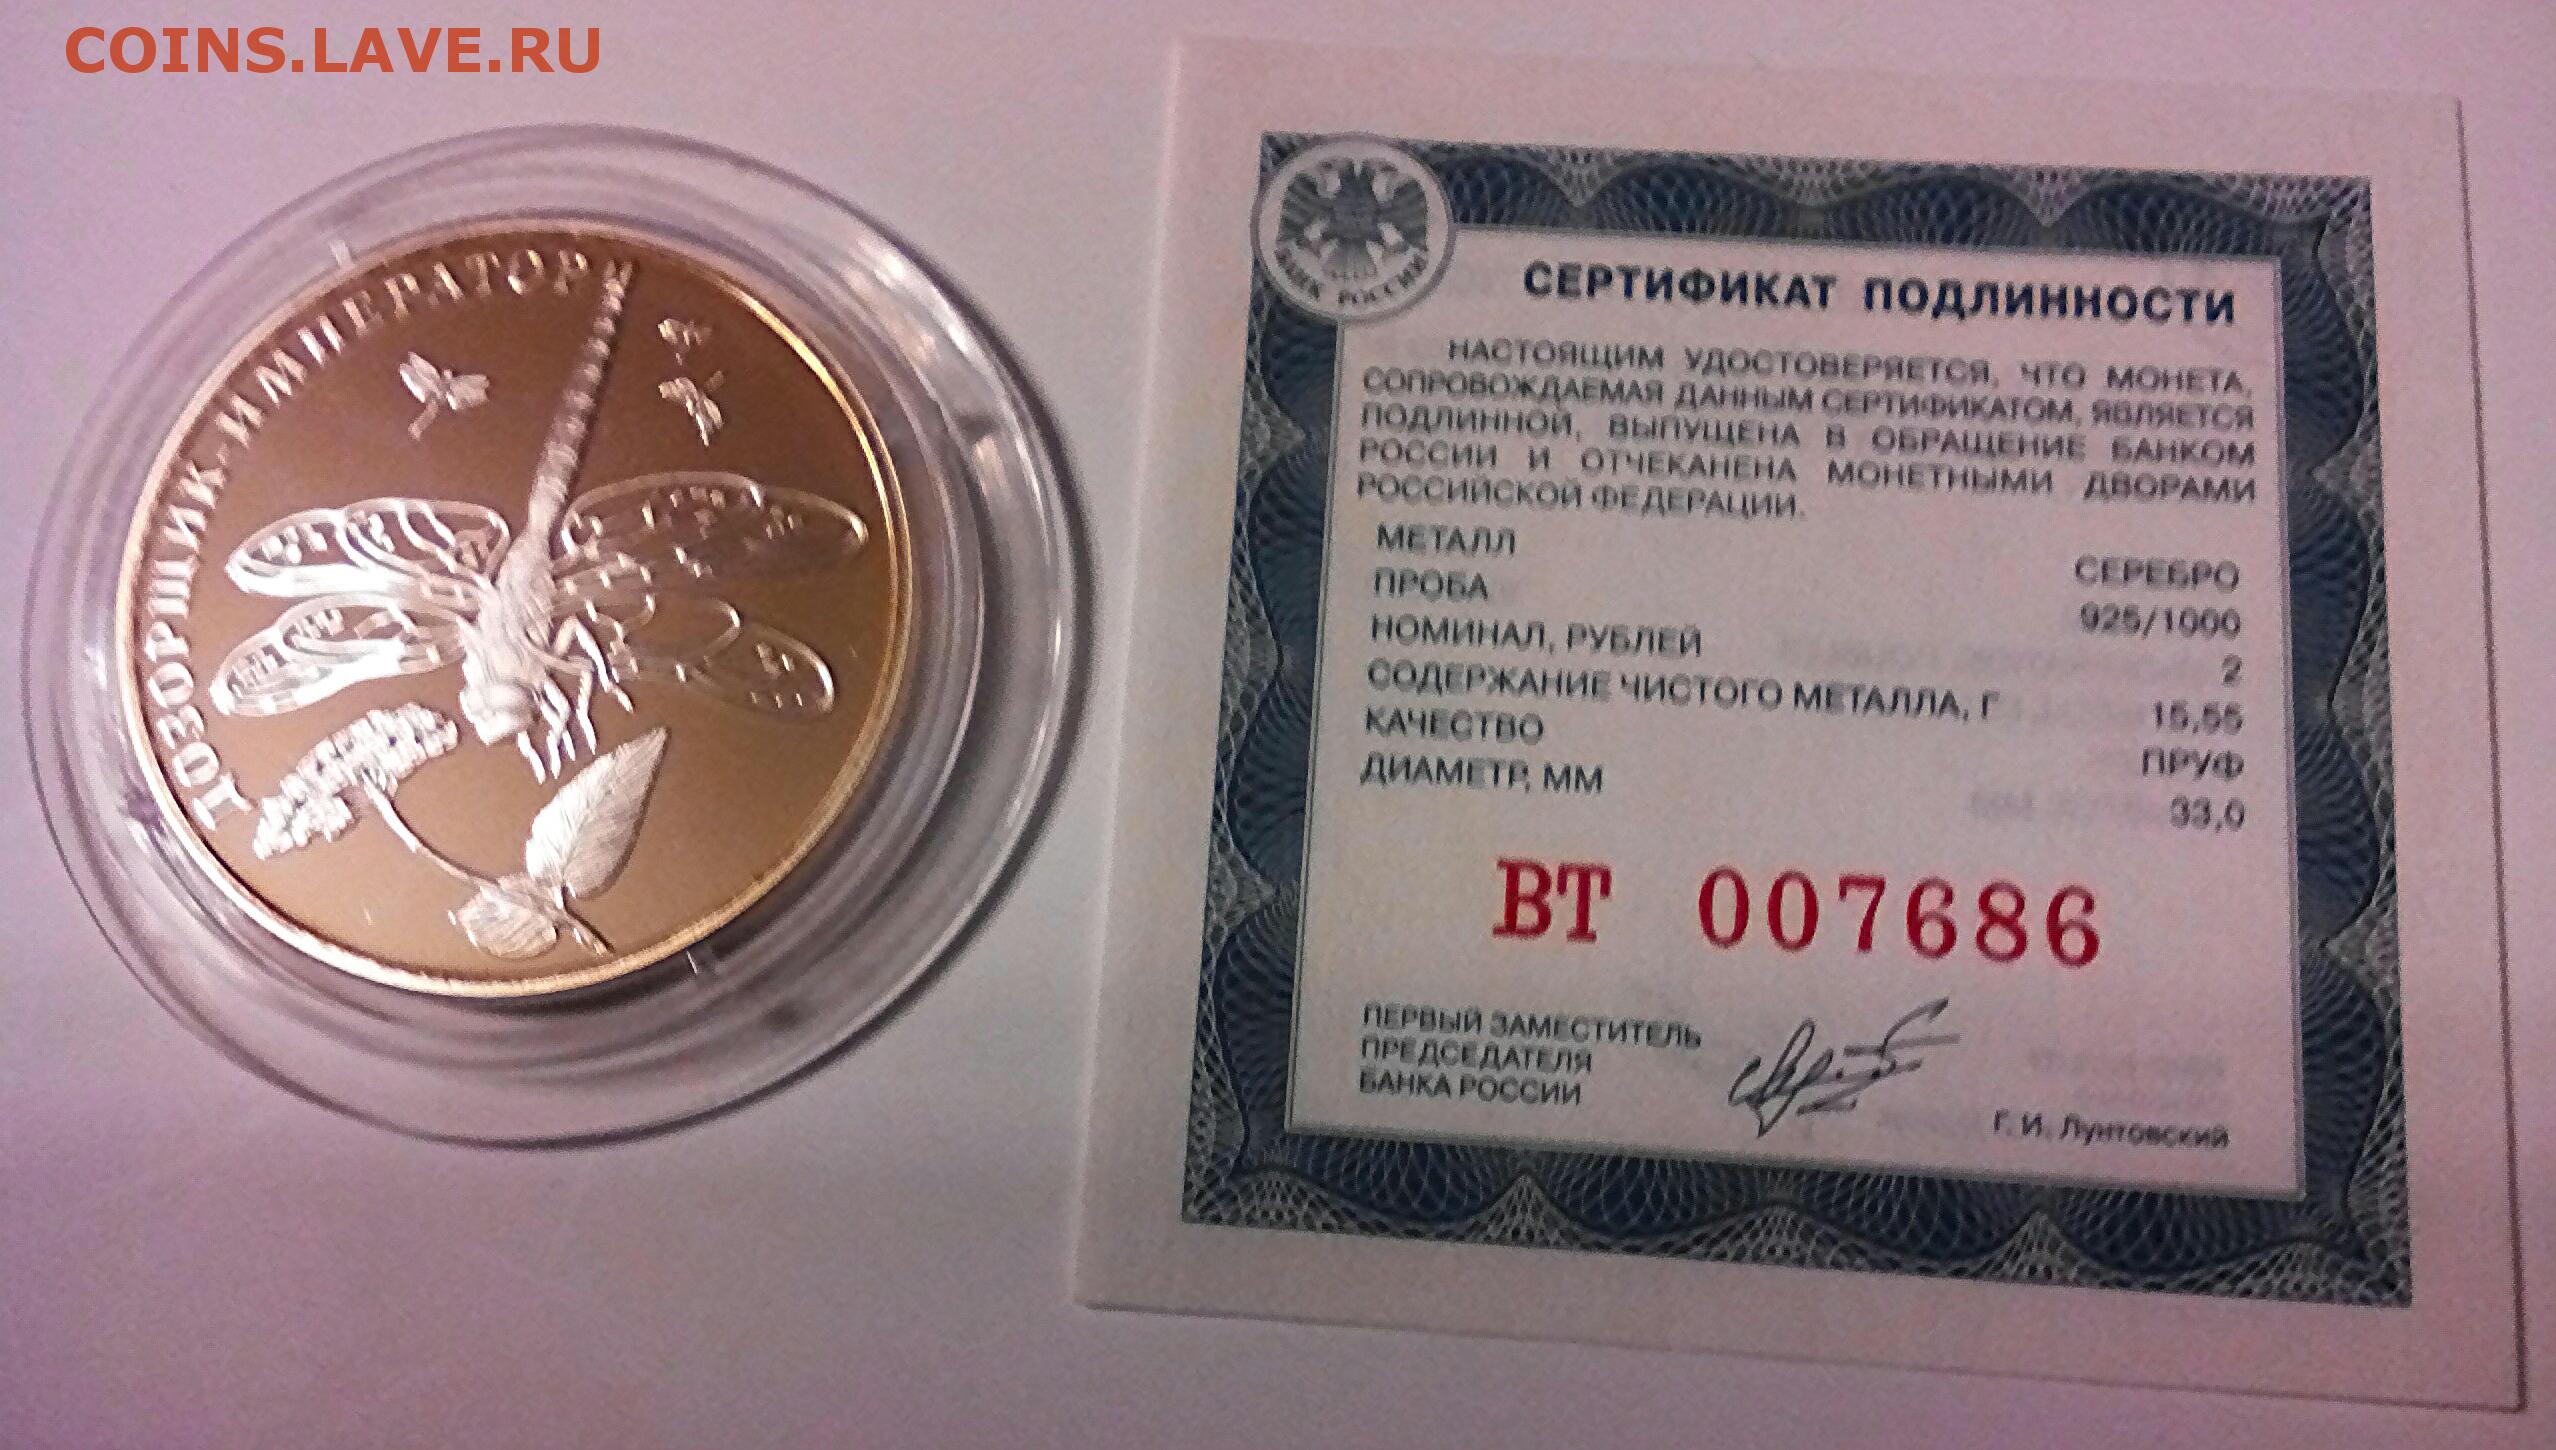 COINS.LAVE.RU
ДОЗОРЩИК-ИМПЕРАТОР
БАНК РОССИИ
СЕРТИФИКАТ ПОДЛИННОСТИ
НАСТОЯЩИМ УДОСТОВЕРЯЕТСЯ, ЧТО МОНЕТА,
СОПРОВОЖДАЕМАЯ ДАННЫМ СЕРТИФИКАТОМ, ЯВЛЯЕТСЯ
ПОДЛИННОЙ, ВЫПУЩЕНА В ОБРАЩЕНИЕ БАНКОМ
РОССИИ И ОТЧЕКАНЕНА МОНЕТНЫМИ ДВОРАМИ
РОССИЙСКОЙ ФЕДЕРАЦИИ.
МЕТАЛЛ СЕРЕБРО
ПРОБА 925/1000
НОМИНАЛ, РУБЛЕЙ 2
СОДЕРЖАНИЕ ЧИСТОГО МЕТАЛЛА, Г 15,55
КАЧЕСТВО ПРУФ
ДИАМЕТР, ММ 33,0
ВТ 007686
ПЕРВЫЙ ЗАМЕСТИТЕЛЬ
ПРЕДСЕДАТЕЛЯ
БАНКА РОССИИ
Г. И. Лунтовский